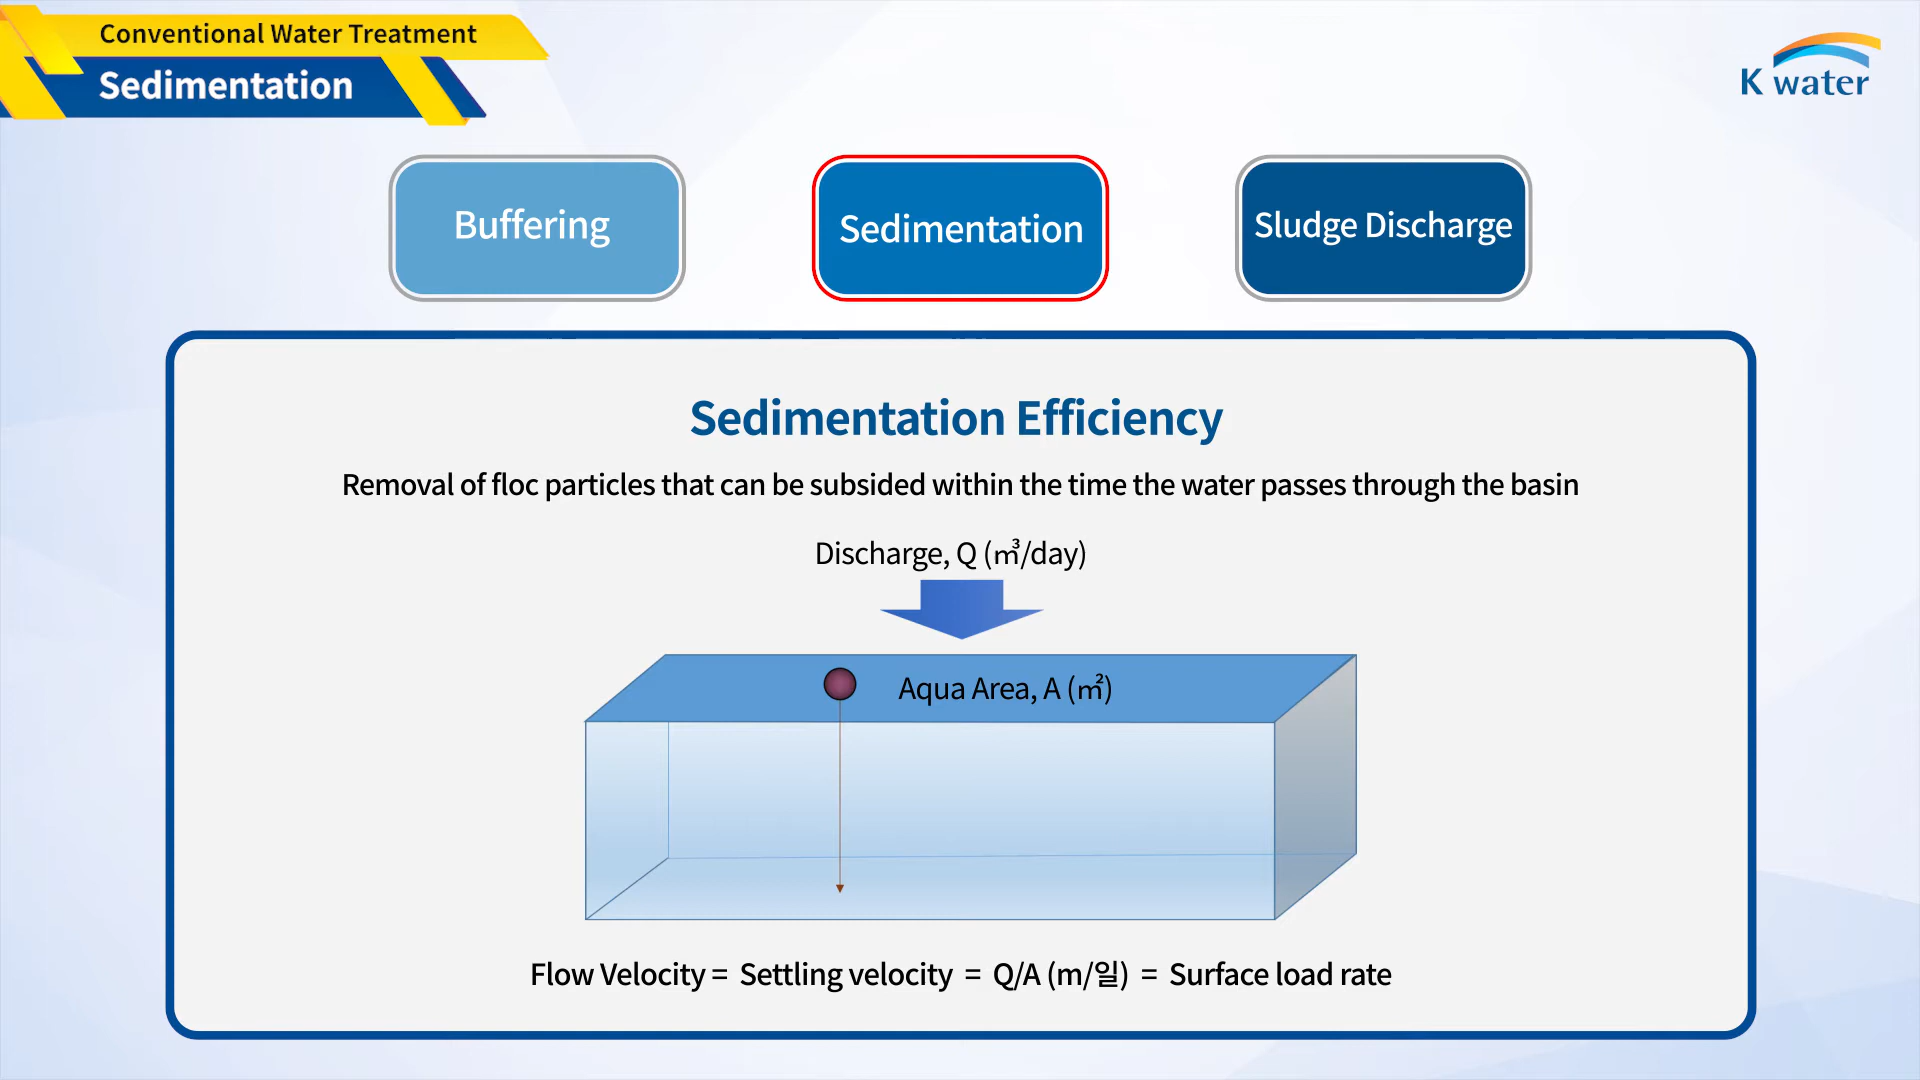 Conventional Water Treatment
Sedimentation
K water
Buffering
Sedimentation
Sludge Discharge
Sedimentation Efficiency
Removal of floc particles that can be subsided within the time the water passes through the basin
Discharge, Q (㎥/day)
Aqua Area, A (㎡)
Flow Velocity = Settling velocity = Q/A (m/일) = Surface load rate